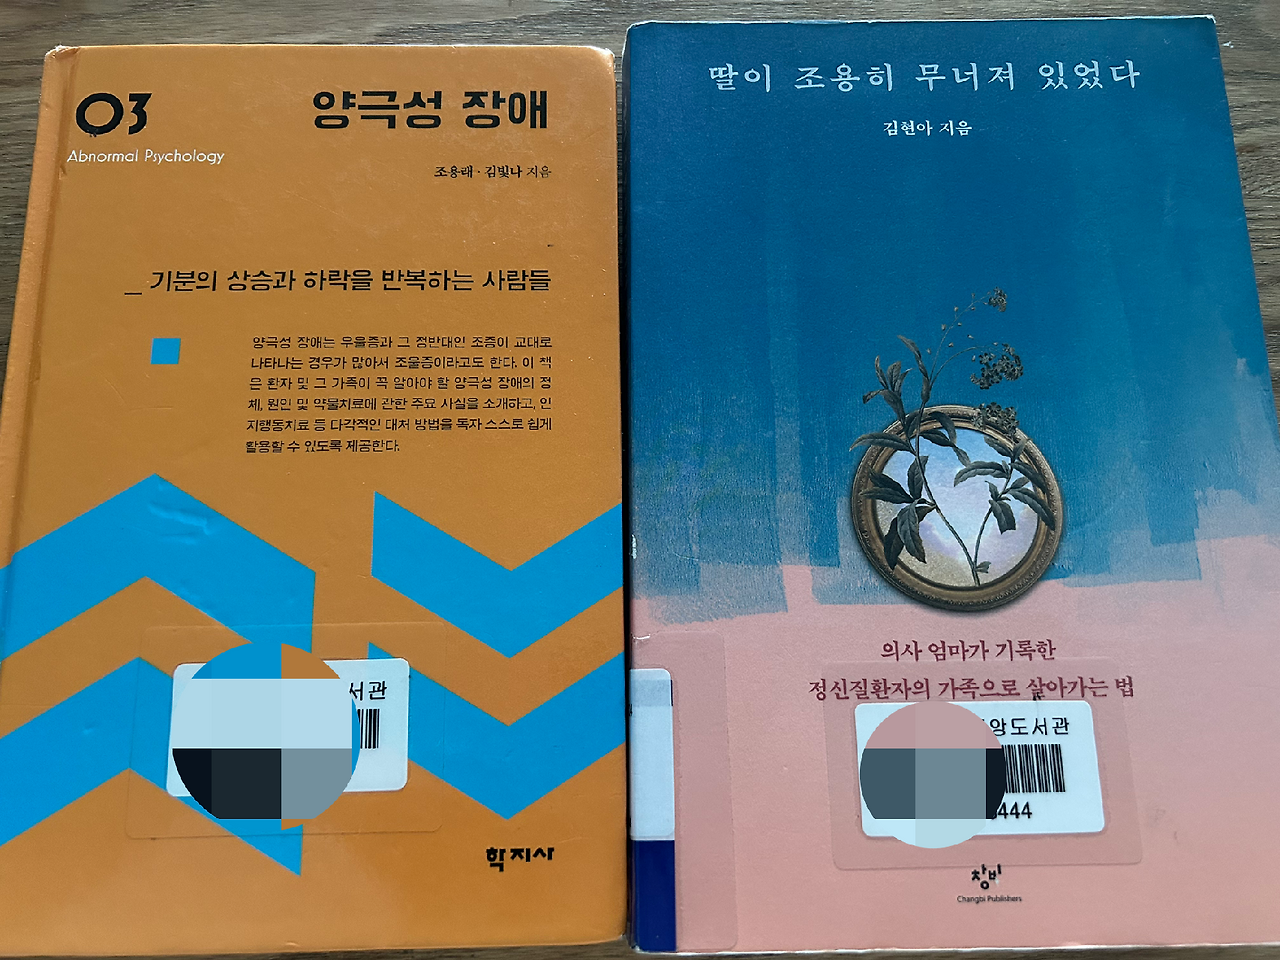 03
Abnormal Psychology
양극성 장애
조용래·김빛나 지음
_ 기분의 상승과 하락을 반복하는 사람들
양극성 장애는 우울증과 그 정반대인 조증이 교대로
나타나는 경우가 많아서 조울증이라고도 한다. 이 책
은 환자 및 그 가족이 꼭 알아야 할 양극성 장애의 정
체, 원인 및 약물치료에 관한 주요 사실을 소개하고, 인
지행동치료 등 다각적인 대처 방법을 독자 스스로 쉽게
활용할 수 있도록 제공한다.
서관
학지사
딸이 조용히 무너져 있었다
김현아 지음
의사 엄마가 기록한
정신질환자의 가족으로 살아가는 법
앙도서관
444
창비
Changbi Publishers